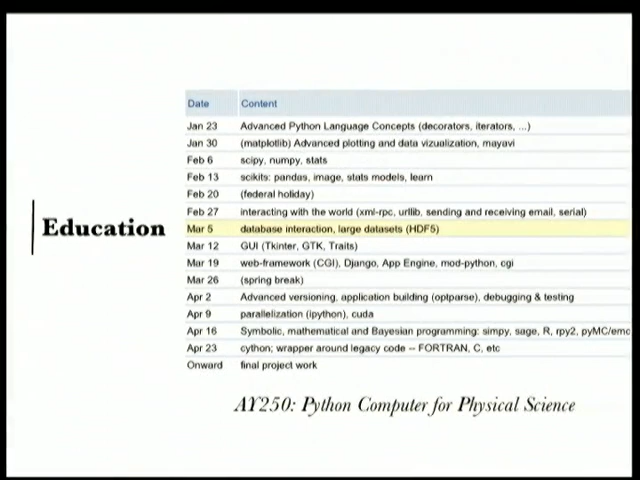 Date Content
Jan 23 Advanced Python Language Concepts (decorators, iterators, ...)
Jan 30 (matplotlib) Advanced plotting and data vizualization, mayavi
Feb 6 scipy, numpy, stats
Feb 13 scikits: pandas, image, stats models, learn
Feb 20 (federal holiday)
Feb 27 interacting with the world (xml-rpc, urllib, sending and receiving email, serial)
Education
Mar 5 database interaction, large datasets (HDF5)
Mar 12 GUI (Tkinter, GTK, Traits)
Mar 19 web-framework (CGI), Django, App Engine, mod-python, cgi
Mar 26 (spring break)
Apr 2 Advanced versioning, application building (optparse), debugging & testing
Apr 9 parallelization (ipython), cuda
Apr 16 Symbolic, mathematical and Bayesian programming: simpy, sage, R, rpy2, pyMC/emc
Apr 23 cython; wrapper around legacy code -- FORTRAN, C, etc
Onward final project work
AY250: Python Computer for Physical Science